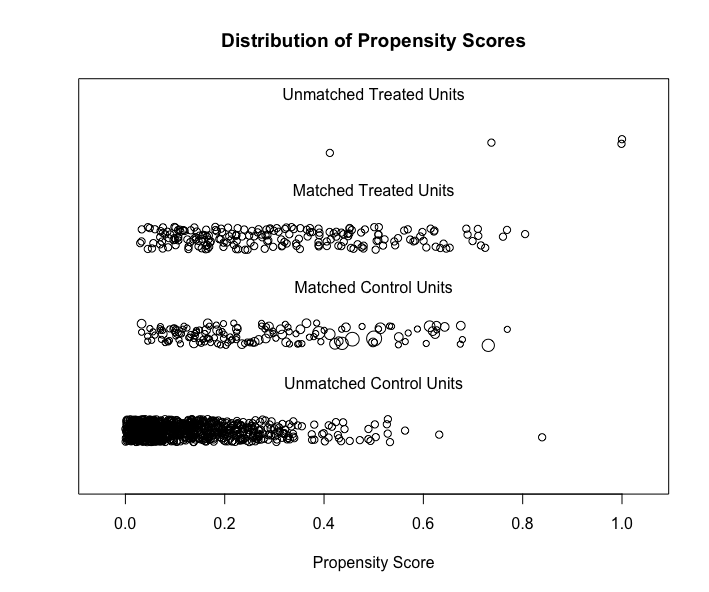 Distribution of Propensity Scores
Unmatched Treated Units
Matched Treated Units
Matched Control Units
Unmatched Control Units
0.0 0.2 0.4 0.6 0.8 1.0
Propensity Score